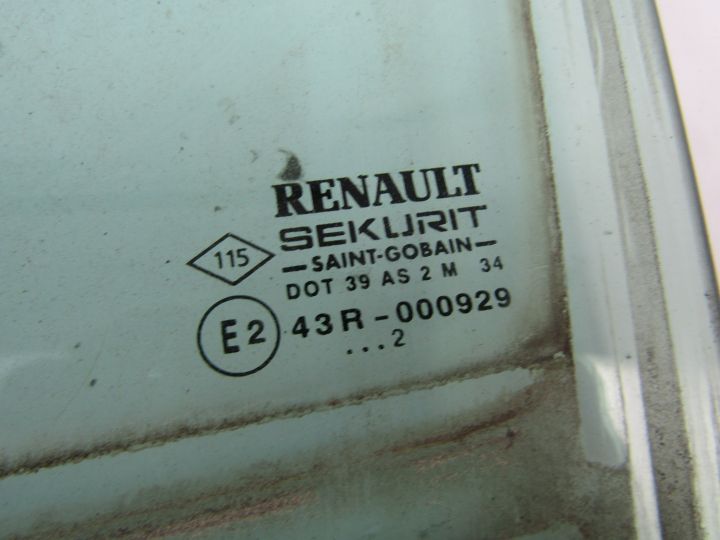 RENAULT
SEKURIT
—SAINT-GOBAIN—
115
DOT 39 AS 2 M 34
E2 43R-000929
...2